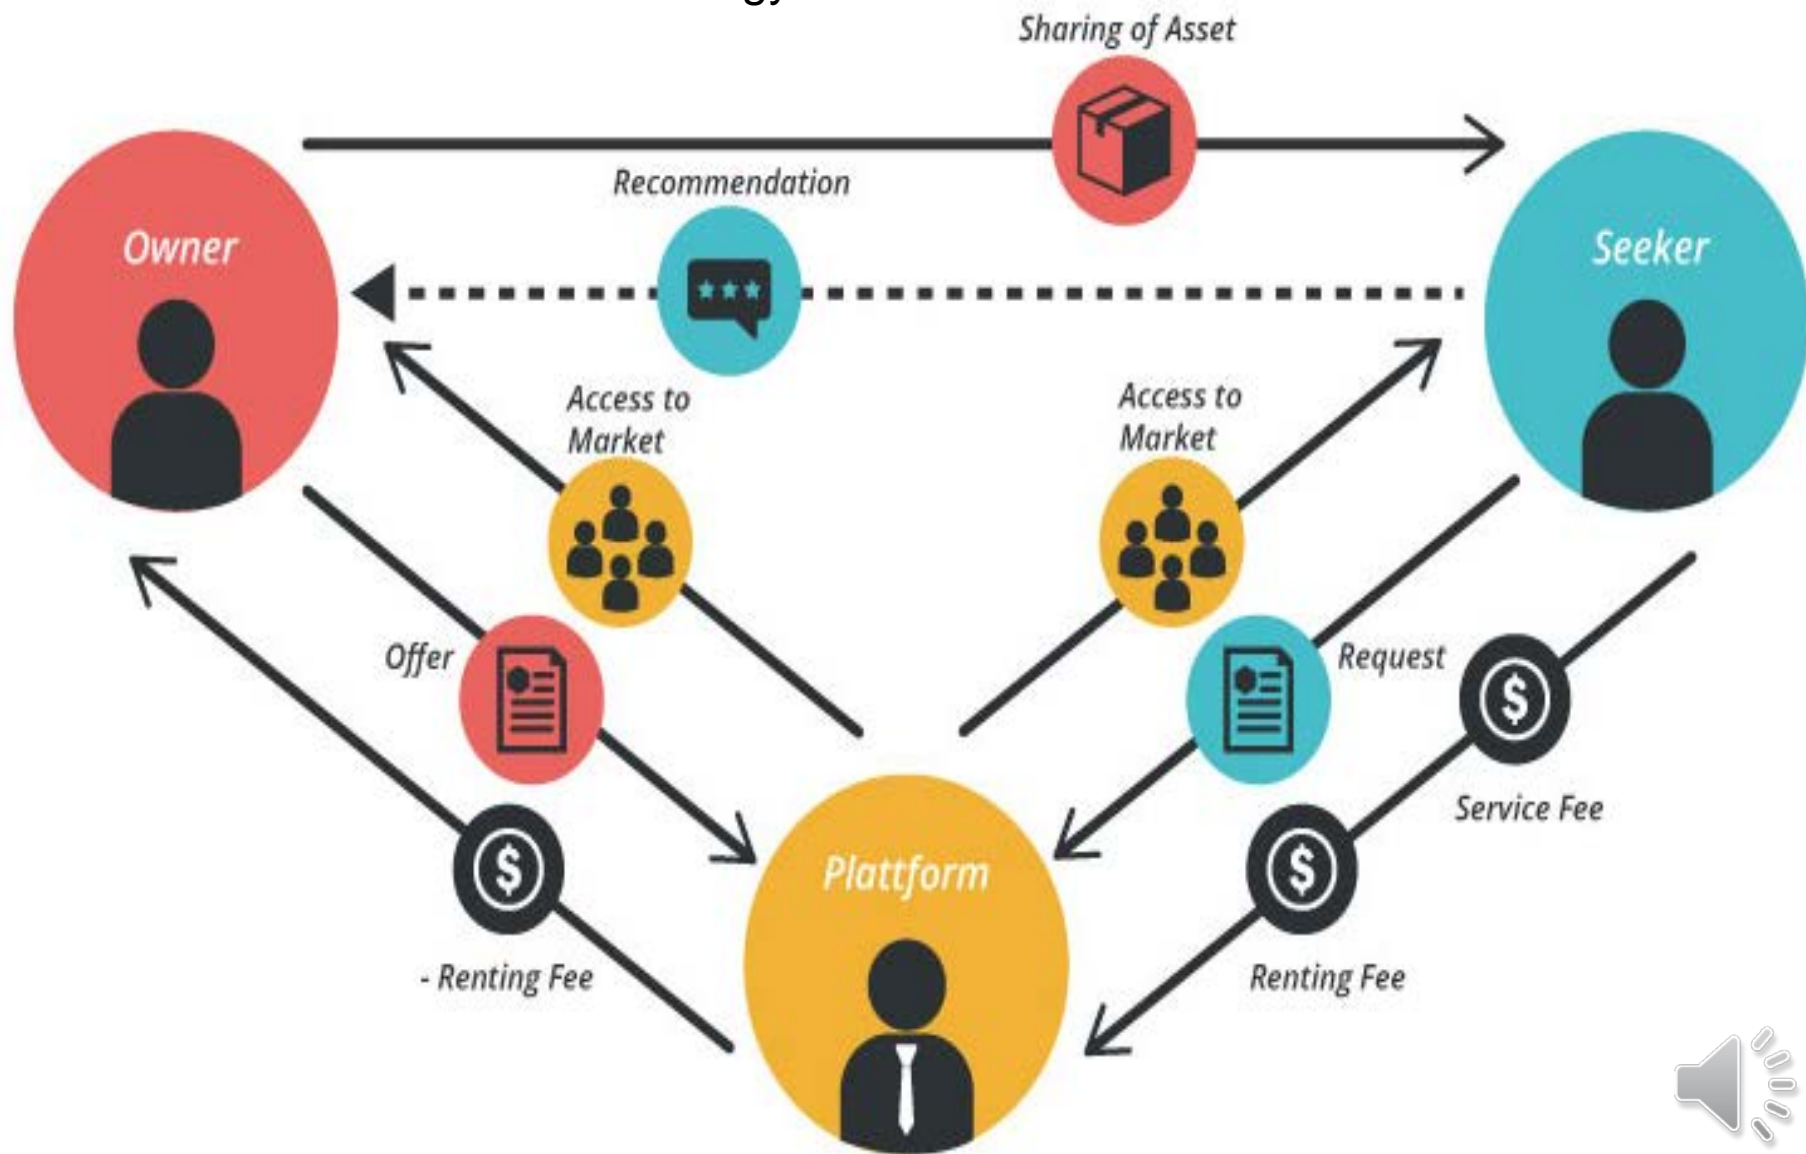 gy
Sharing of Asset
Recommendation
Owner
Seeker
Access to
Market
Access to
Market
Offer
Request
$
Service Fee
Plattform
$
$
- Renting Fee
Renting Fee